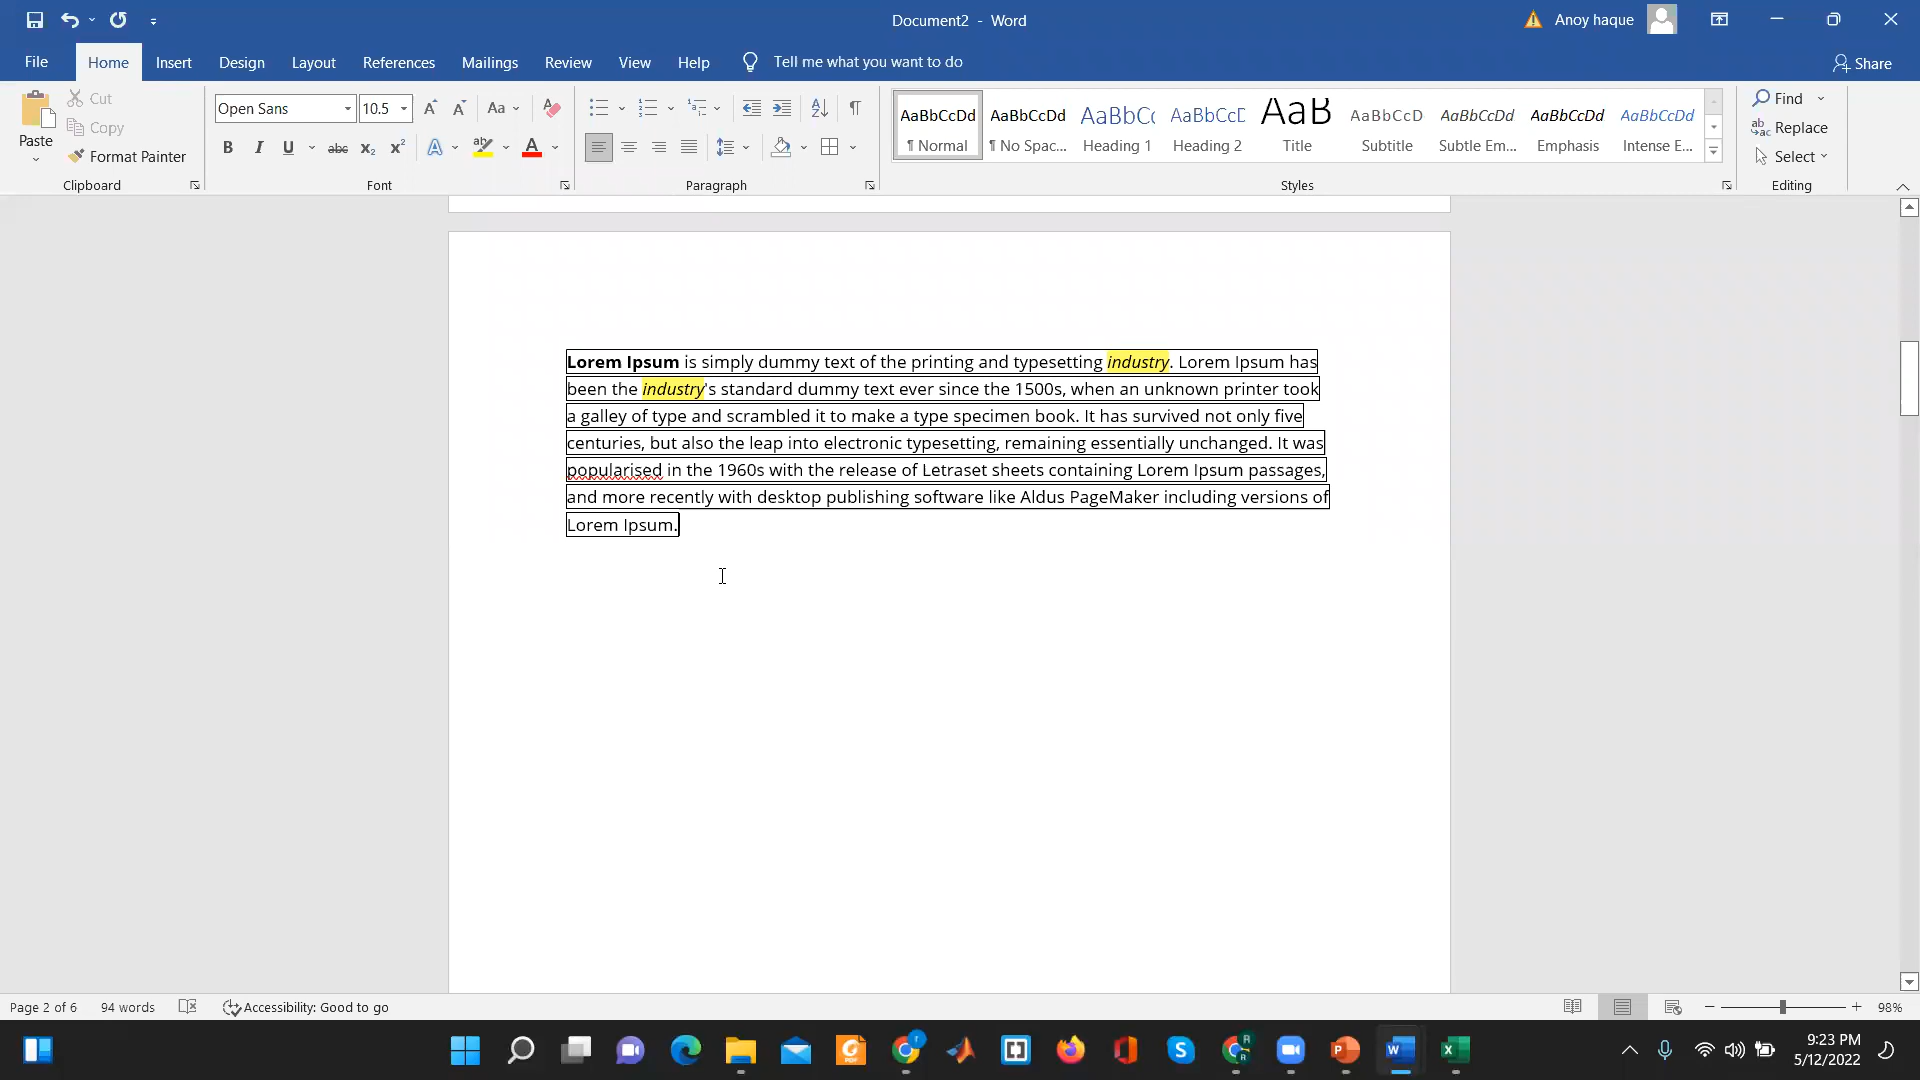 Document2 - Word
Anoy haque
File
Home
Insert
Design
Layout
References
Mailings
Review
View
Help
Tell me what you want to do
Share
Paste
Cut
Copy
Format Painter
Clipboard
Open Sans
10.5
Aa
B I U abc x₂ x² A ab A
Font
Paragraph
AaBbCcDd
¶ Normal
AaBbCcDd
¶ No Spac...
AaBbCc
Heading 1
AaBbCcD
Heading 2
AaB
Title
AaBbCcD
Subtitle
AaBbCcDd
Subtle Em...
AaBbCcDd
Emphasis
AaBbCcDd
Intense E...
Styles
Find
Replace
Select
Editing
Lorem Ipsum is simply dummy text of the printing and typesetting industry. Lorem Ipsum has
been the industry's standard dummy text ever since the 1500s, when an unknown printer took
a galley of type and scrambled it to make a type specimen book. It has survived not only five
centuries, but also the leap into electronic typesetting, remaining essentially unchanged. It was
popularised in the 1960s with the release of Letraset sheets containing Lorem Ipsum passages,
and more recently with desktop publishing software like Aldus PageMaker including versions of
Lorem Ipsum.
Page 2 of 6
94 words
Accessibility: Good to go
98%
9:23 PM
5/12/2022